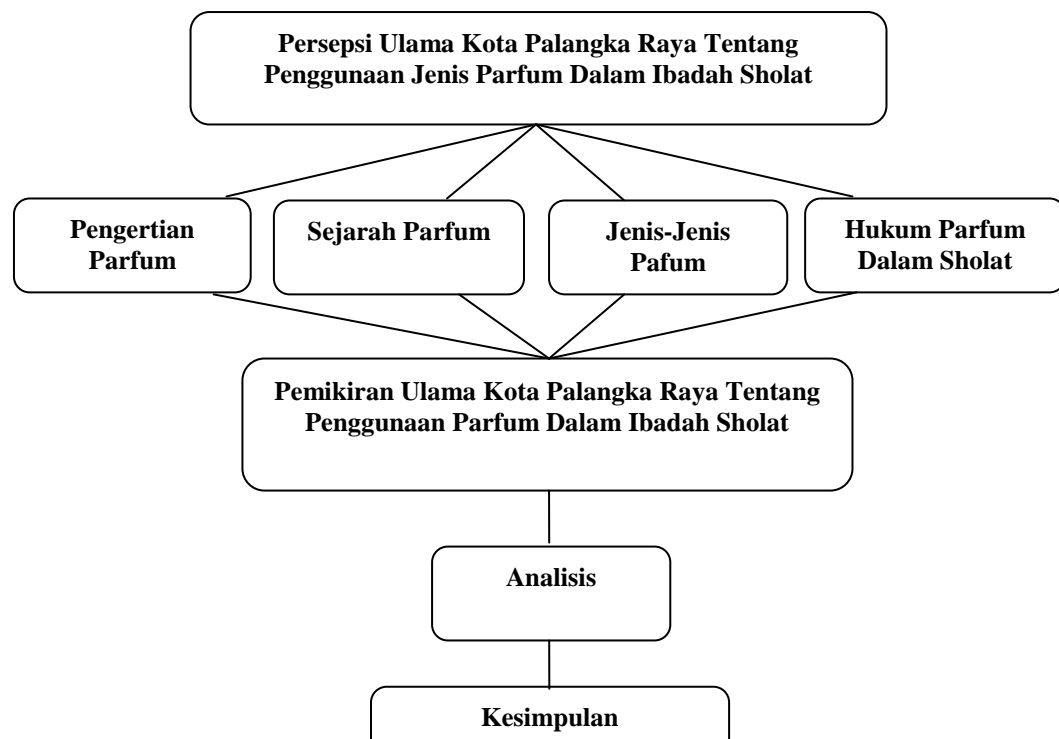 Persepsi Ulama Kota Palangka Raya Tentang
Penggunaan Jenis Parfum Dalam Ibadah Sholat
Pengertian
Parfum
Sejarah Parfum
Jenis-Jenis
Pafum
Hukum Parfum
Dalam Sholat
Pemikiran Ulama Kota Palangka Raya Tentang
Penggunaan Parfum Dalam Ibadah Sholat
Analisis
Kesimpulan